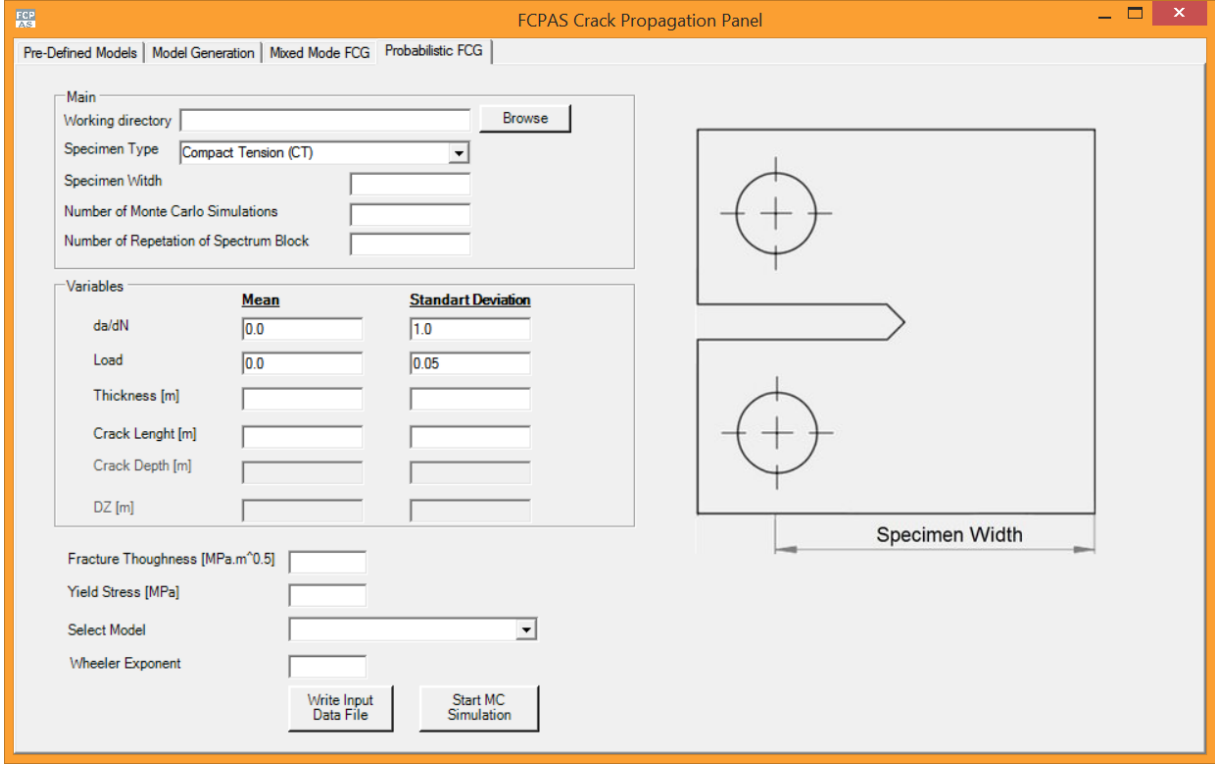 FCP
AS
FCPAS Crack Propagation Panel
Pre-Defined Models
Model Generation
Mixed Mode FCG
Probabilistic FCG
Main
Working directory
Browse
Specimen Type
Compact Tension (CT)
Specimen Witdh
Number of Monte Carlo Simulations
Number of Repetation of Spectrum Block
Variables
Mean
Standart Deviation
da/dN
0.0
1.0
Load
0.0
0.05
Thickness [m]
Crack Lenght [m]
Crack Depth [m]
DZ [m]
Fracture Thoughness [MPa.m^0.5]
Yield Stress [MPa]
Select Model
Wheeler Exponent
Write Input
Data File
Start MC
Simulation
Specimen Width